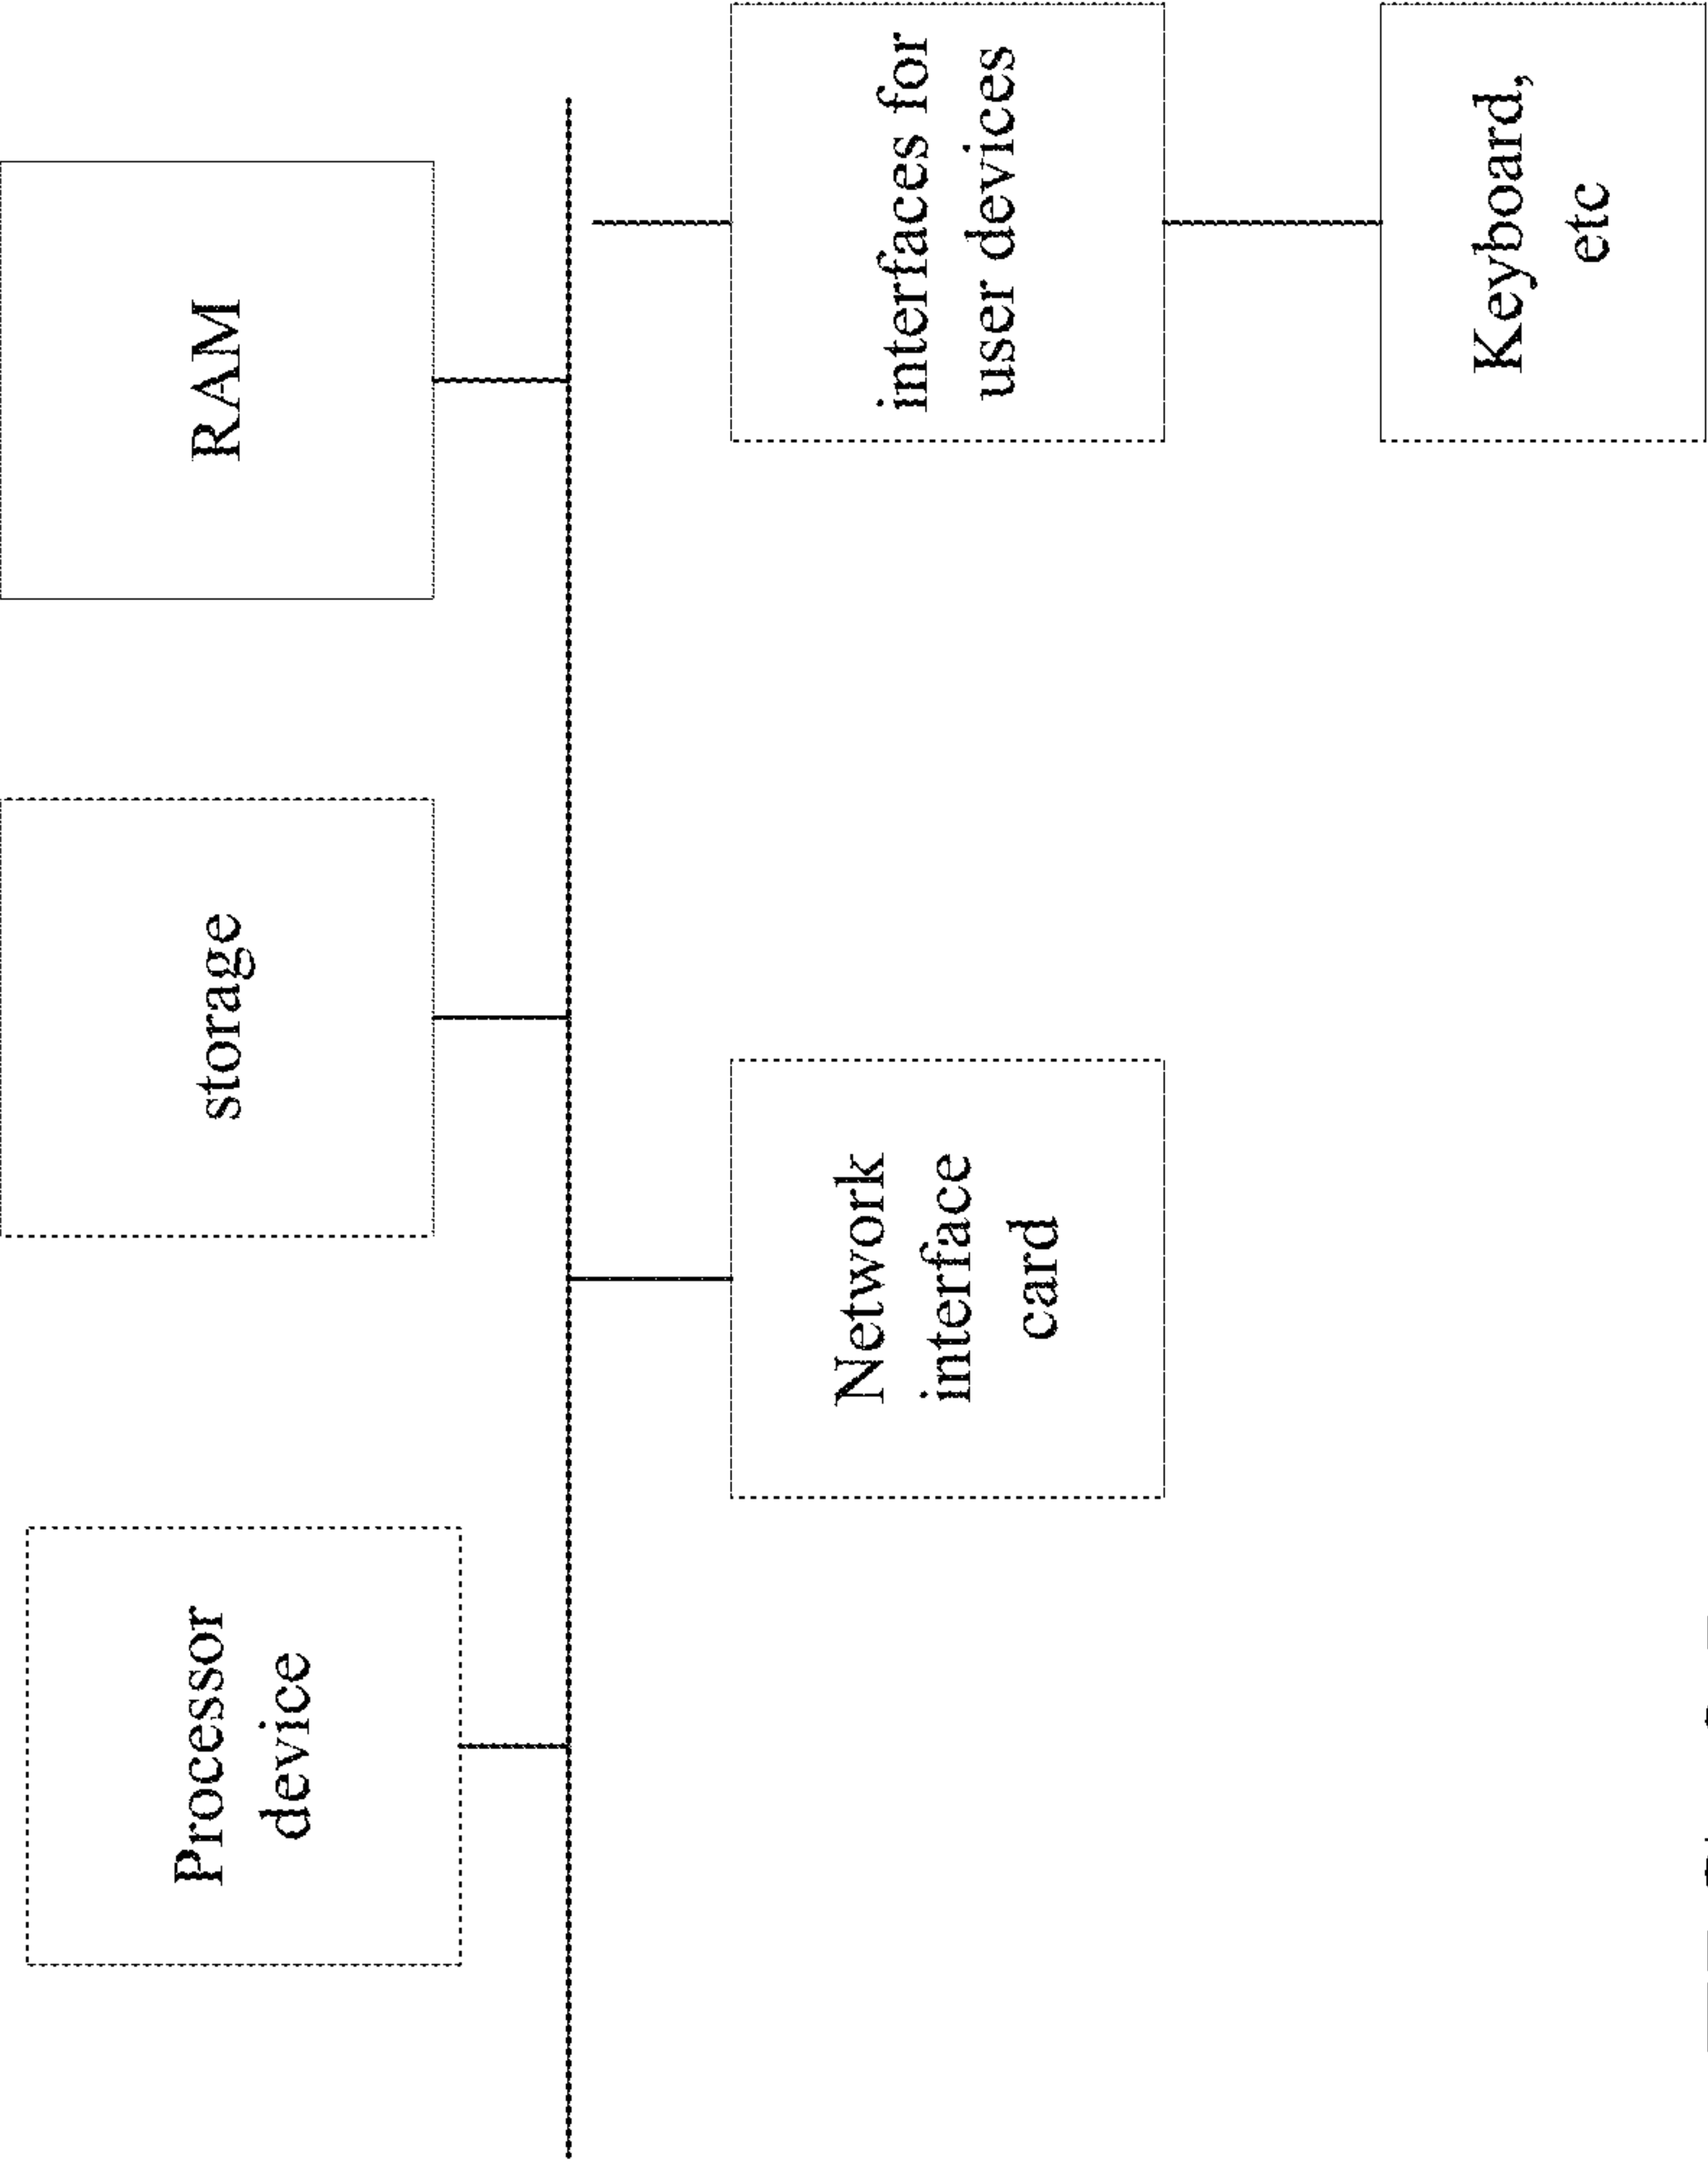 Processor
device
storage
RAM
Network
interface
card
interfaces for
user devices
Keyboard,
etc